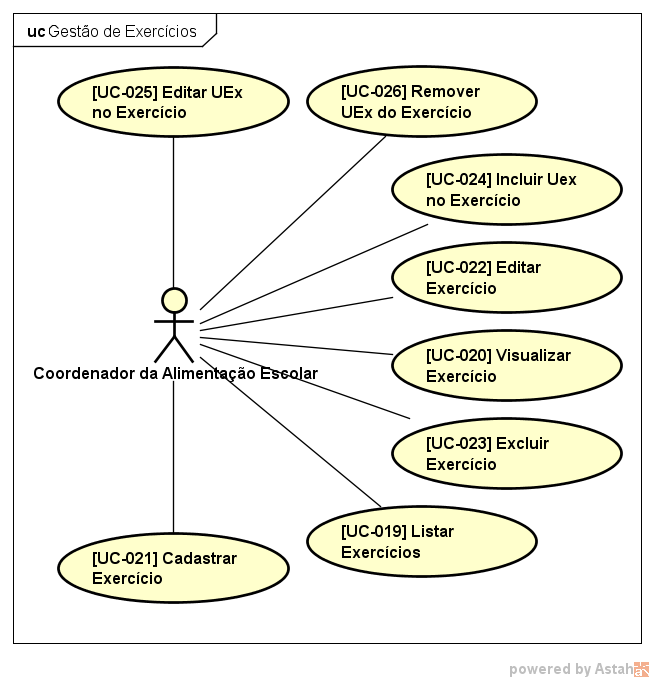 uc Gestão de Exercícios
[UC-025] Editar UEx
no Exercício
[UC-026] Remover
UEx do Exercício
[UC-024] Incluir Uex
no Exercício
[UC-022] Editar
Exercício
[UC-020] Visualizar
Exercício
Coordenador da Alimentação Escolar
[UC-023] Excluir
Exercício
[UC-019] Listar
Exercícios
[UC-021] Cadastrar
Exercício
powered by Astah